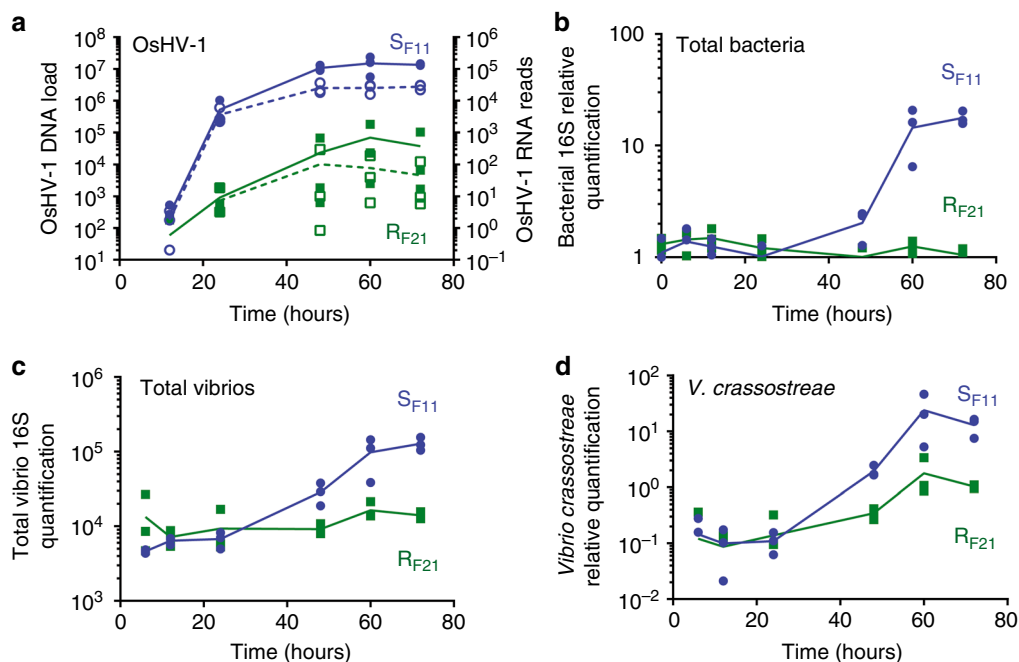 a
OsHV-1
S_F11
R_F21
OsHV-1 DNA load
10^8
10^7
10^6
10^5
10^4
10^3
10^2
10^1
OsHV-1 RNA reads
10^6
10^5
10^4
10^3
10^2
10^1
10^0
10^−1
0 20 40 60 80
Time (hours)
b
Total bacteria
S_F11
R_F21
Bacterial 16S relative
quantification
100
10
1
0 20 40 60 80
Time (hours)
c
Total vibrios
S_F11
R_F21
Total vibrio 16S
quantification
10^6
10^5
10^4
10^3
0 20 40 60 80
Time (hours)
d
V. crassostreae
S_F11
R_F21
Vibrio crassostreae
relative quantification
10^2
10^1
10^0
10^−1
10^−2
0 20 40 60 80
Time (hours)